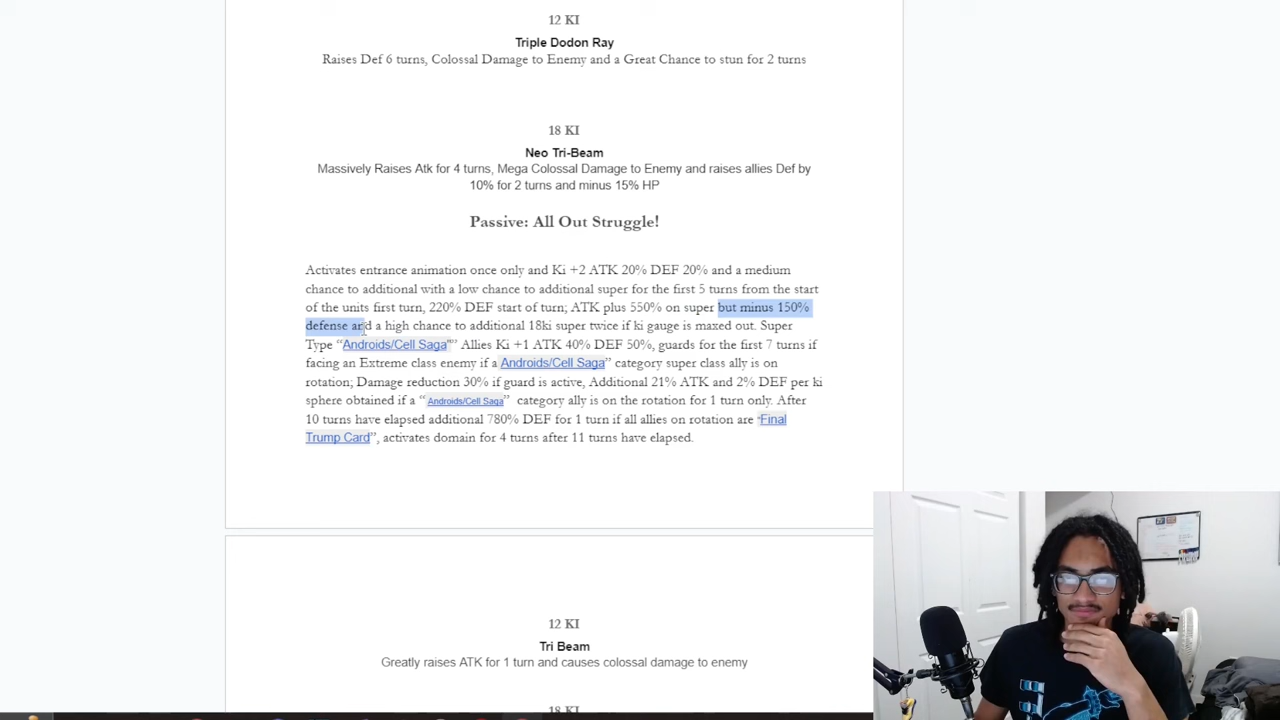 12 KI
Triple Dodon Ray
Raises Def 6 turns, Colossal Damage to Enemy and a Great Chance to stun for 2 turns
18 KI
Neo Tri-Beam
Massively Raises Atk for 4 turns, Mega Colossal Damage to Enemy and raises allies Def by
10% for 2 turns and minus 15% HP
Passive: All Out Struggle!
Activates entrance animation once only and Ki +2 ATK 20% DEF 20% and a medium
chance to additional with a low chance to additional super for the first 5 turns from the start
of the units first turn, 220% DEF start of turn; ATK plus 550% on super but minus 150%
defense and a high chance to additional 18ki super twice if ki gauge is maxed out. Super
Type “Androids/Cell Saga”” Allies Ki +1 ATK 40% DEF 50%, guards for the first 7 turns if
facing an Extreme class enemy if a Androids/Cell Saga” category super class ally is on
rotation; Damage reduction 30% if guard is active, Additional 21% ATK and 2% DEF per ki
sphere obtained if a “ Androids/Cell Saga” category ally is on the rotation for 1 turn only. After
10 turns have elapsed additional 780% DEF for 1 turn if all allies on rotation are “Final
Trump Card”, activates domain for 4 turns after 11 turns have elapsed.
12 KI
Tri Beam
Greatly raises ATK for 1 turn and causes colossal damage to enemy
18 KI